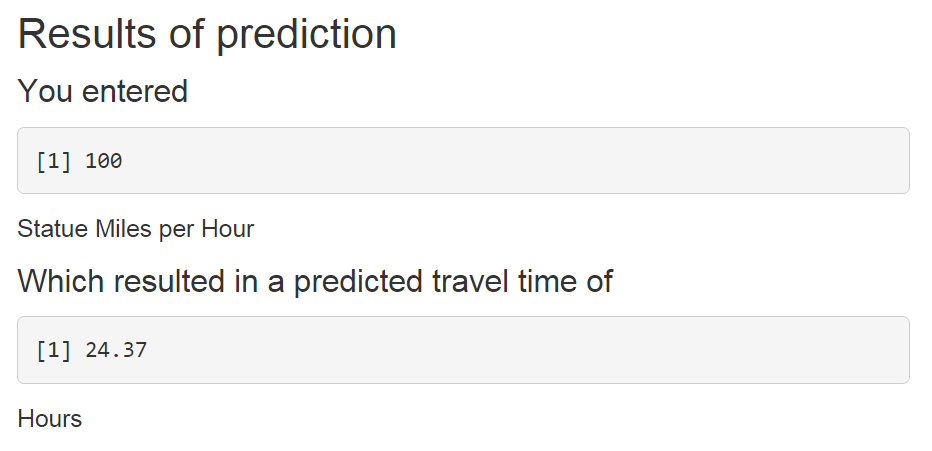 Results of prediction
You entered
[1] 100
Statue Miles per Hour
Which resulted in a predicted travel time of
[1] 24.37
Hours